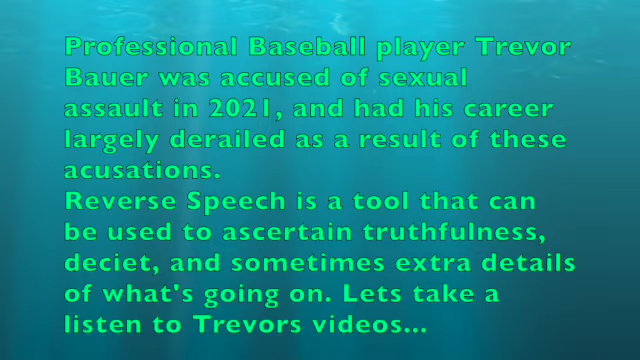 Professional Baseball player Trevor
Bauer was accused of sexual
assault in 2021, and had his career
largely derailed as a result of these
acusations.
Reverse Speech is a tool that can
be used to ascertain truthfulness,
deciet, and sometimes extra details
of what's going on. Lets take a
listen to Trevors videos...